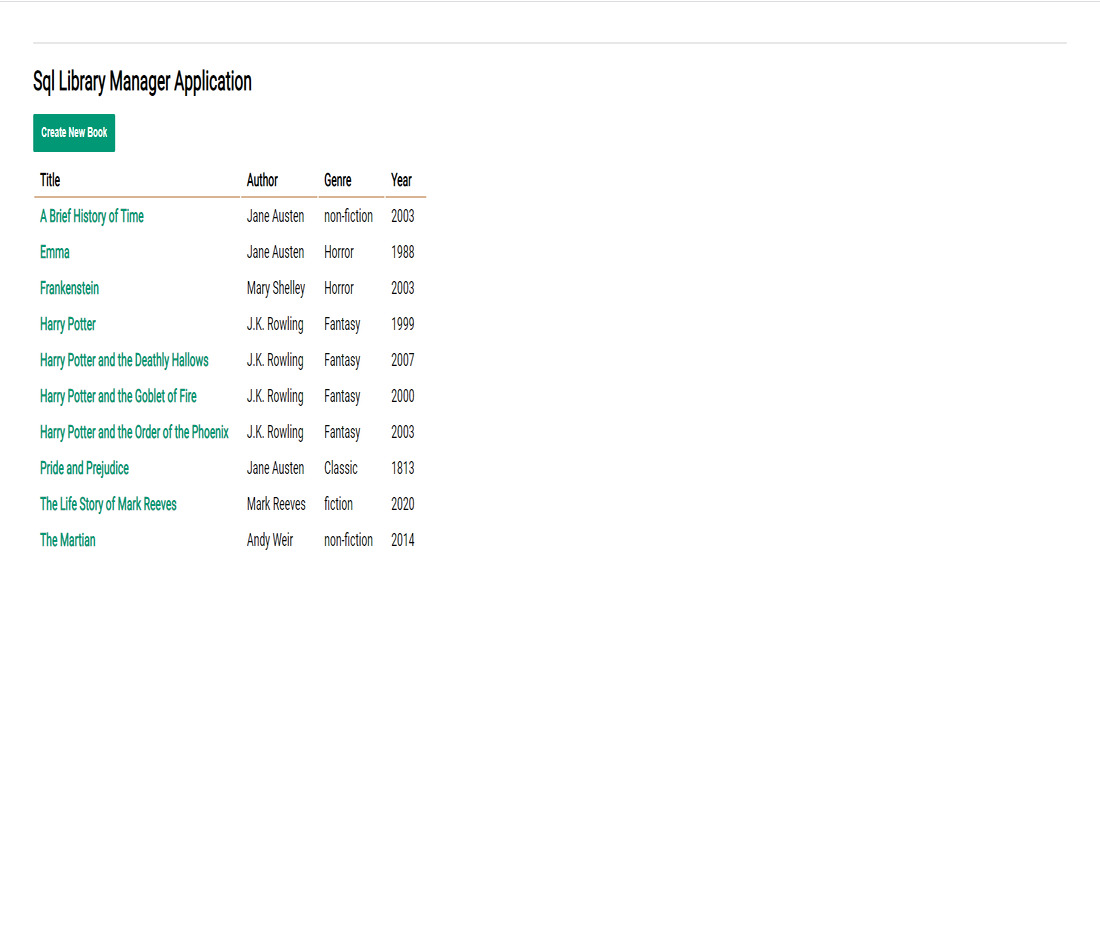 Sql Library Manager Application
Create New Book
Title Author Genre Year
A Brief History of Time Jane Austen non-fiction 2003
Emma Jane Austen Horror 1988
Frankenstein Mary Shelley Horror 2003
Harry Potter J.K. Rowling Fantasy 1999
Harry Potter and the Deathly Hallows J.K. Rowling Fantasy 2007
Harry Potter and the Goblet of Fire J.K. Rowling Fantasy 2000
Harry Potter and the Order of the Phoenix J.K. Rowling Fantasy 2003
Pride and Prejudice Jane Austen Classic 1813
The Life Story of Mark Reeves Mark Reeves fiction 2020
The Martian Andy Weir non-fiction 2014